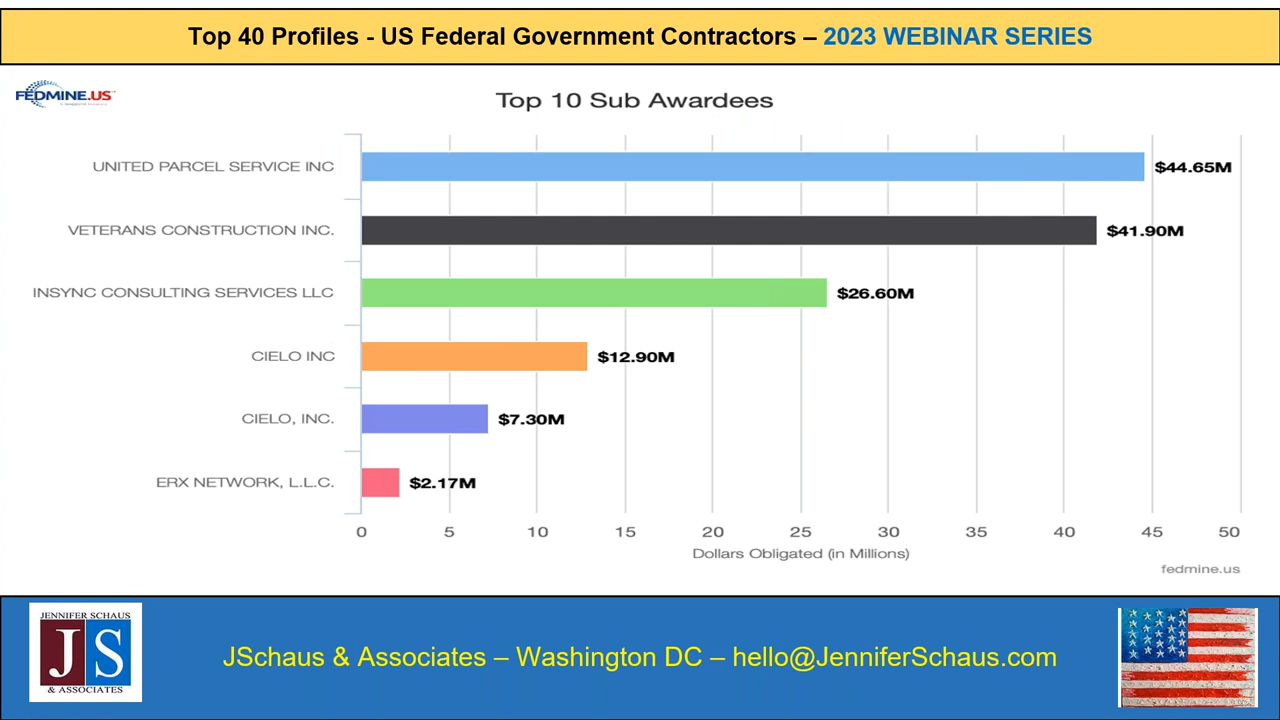 Top 40 Profiles - US Federal Government Contractors – 2023 WEBINAR SERIES
FEDMINE.US
Top 10 Sub Awardees
UNITED PARCEL SERVICE INC
$44.65M
VETERANS CONSTRUCTION INC.
$41.90M
INSYNC CONSULTING SERVICES LLC
$26.60M
CIELO INC
$12.90M
CIELO, INC.
$7.30M
ERX NETWORK, L.L.C.
$2.17M
0 5 10 15 20 25 30 35 40 45 50
Dollars Obligated (in Millions)
fedmine.us
JENNIFER SCHAUS
JS
& ASSOCIATES
JSchaus & Associates – Washington DC – hello@JenniferSchaus.com